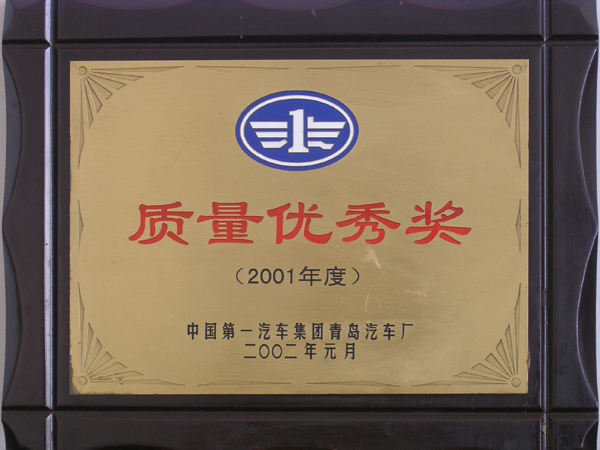 1
质量优秀奖
（2001年度）
中国第一汽车集团青岛汽车厂
二〇〇二年元月